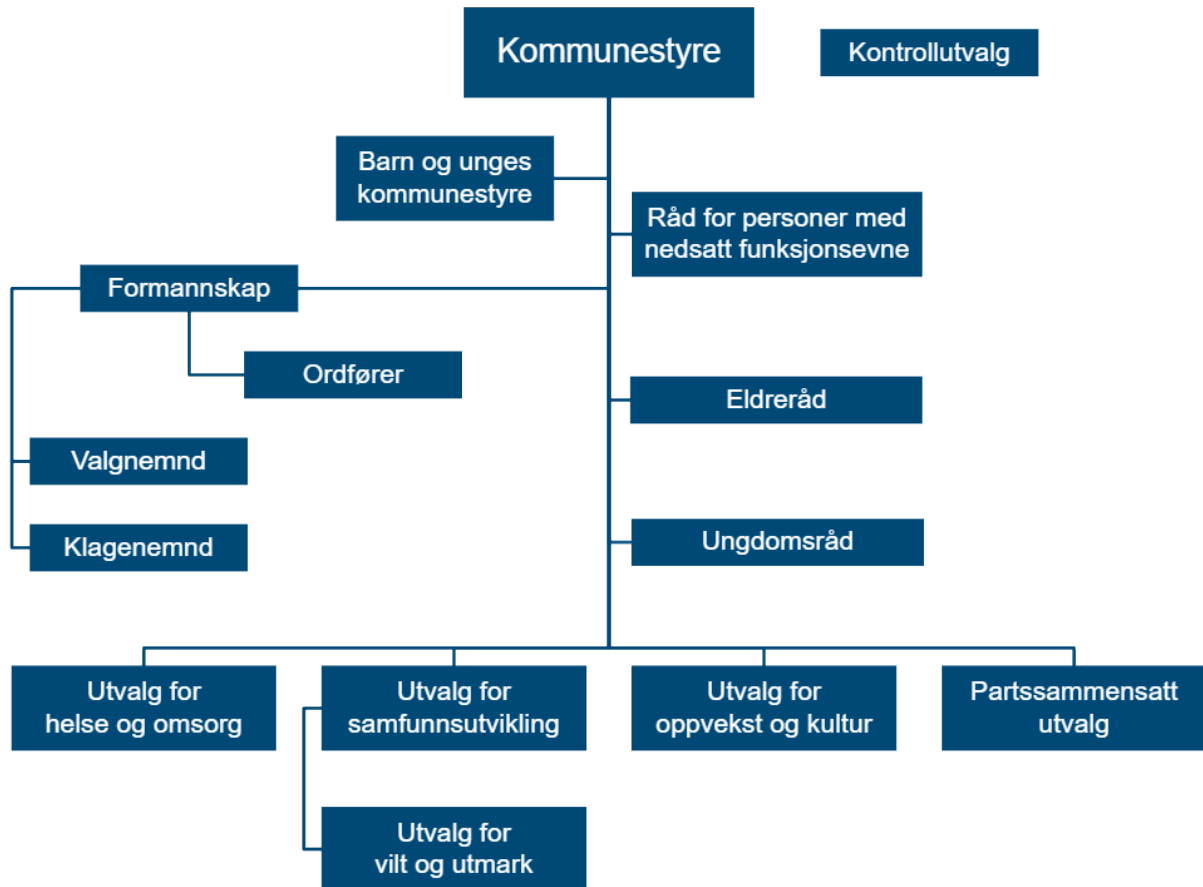 Kommunestyre
Kontrollutvalg
Barn og unges
kommunestyre
Råd for personer med
nedsatt funksjonsevne
Formannskap
Ordfører
Eldreråd
Valgnemnd
Klagenemnd
Ungdomsråd
Utvalg for
helse og omsorg
Utvalg for
samfunnsutvikling
Utvalg for
oppvekst og kultur
Partssammensatt
utvalg
Utvalg for
vilt og utmark